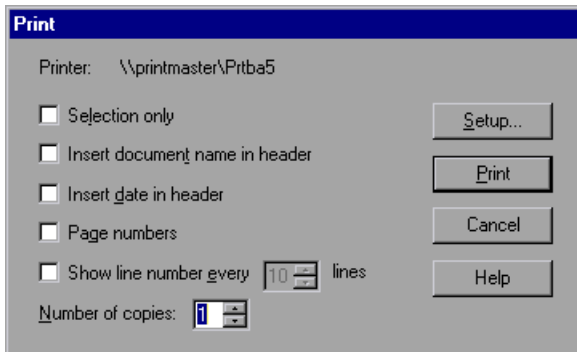 Print
Printer: \\printmaster\Prtba5
Selection only
Insert document name in header
Insert date in header
Page numbers
Show line number every 10 lines
Number of copies: 1
Setup...
Print
Cancel
Help